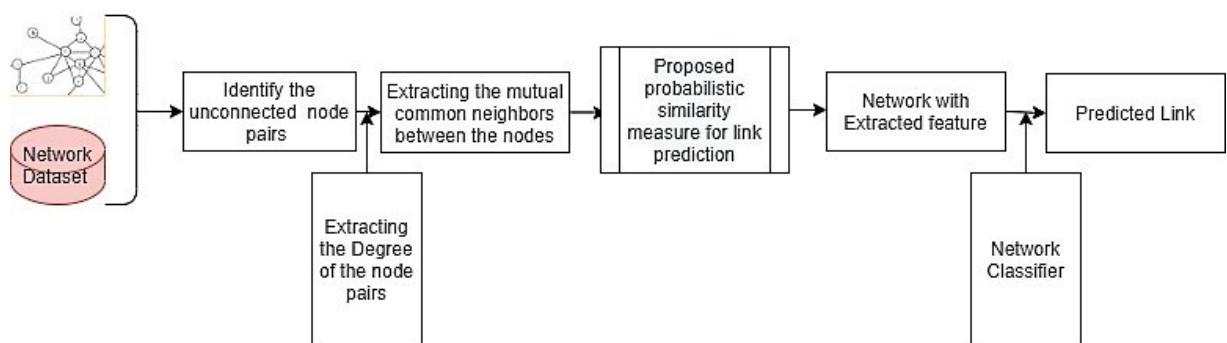 Network
Dataset
Identify the
unconnected node
pairs
Extracting the Degree
of the node
pairs
Extracting the mutual
common neighbors
between the nodes
Proposed
probabilistic
similarity
measure for link
prediction
Network with
Extracted feature
Network
Classifier
Predicted Link